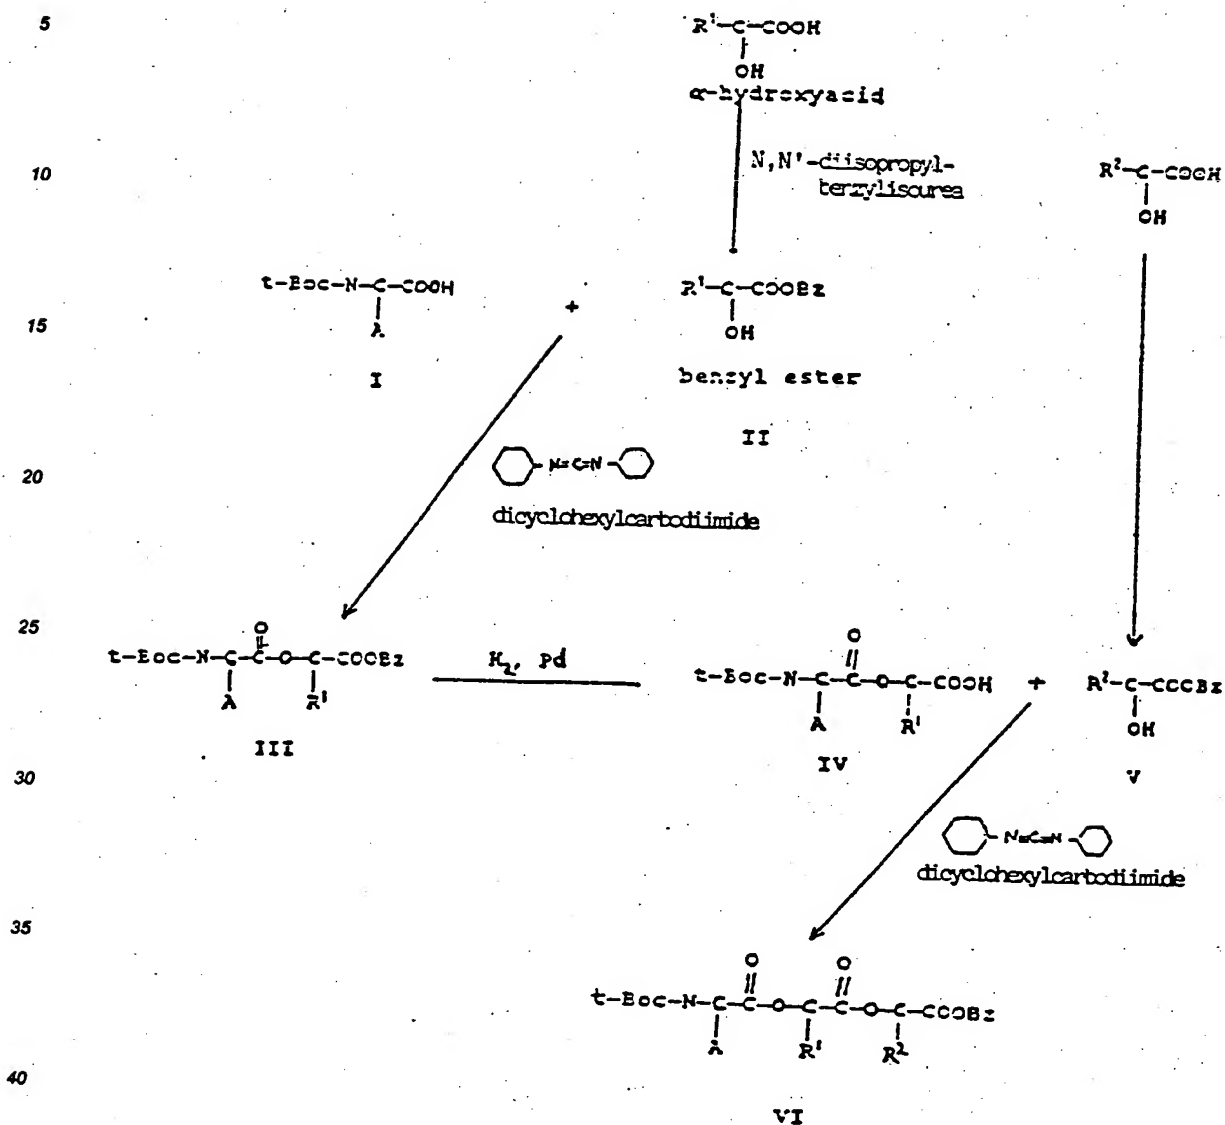 5
R¹-C-COOH
OH
α-hydroxyacid
10
N,N'-diisopropyl-
benzylisourea
R²-C-COOH
OH
t-Boc-N-C-COOH
A
I
+
R¹-C-COOBz
OH
benzyl ester
II
15
20
N=C=N
dicyclohexylcarbodiimide
25
O
t-Boc-N-C-C-O-C-COOBz
A R¹
III
H₂, Pd
O
t-Boc-N-C-C-O-C-COOH
A R¹
IV
+
R²-C-COOBz
OH
V
30
N=C=N
dicyclohexylcarbodiimide
35
O O
t-Boc-N-C-C-O-C-C-O-C-COOBz
A R¹ R²
40
VI